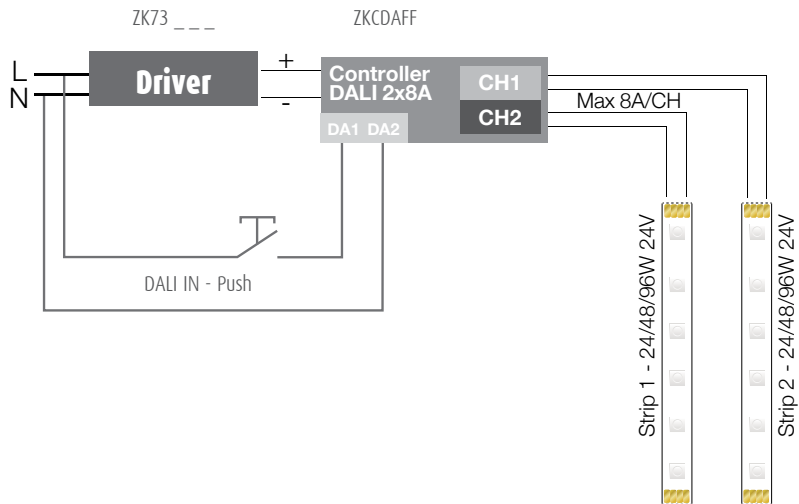 ZK73 _ _ _
ZKCDAFF
L
N
Driver
+
-
Controller
DALI 2x8A
CH1
CH2
DA1 DA2
Max 8A/CH
DALI IN - Push
Strip 1 - 24/48/96W 24V
Strip 2 - 24/48/96W 24V